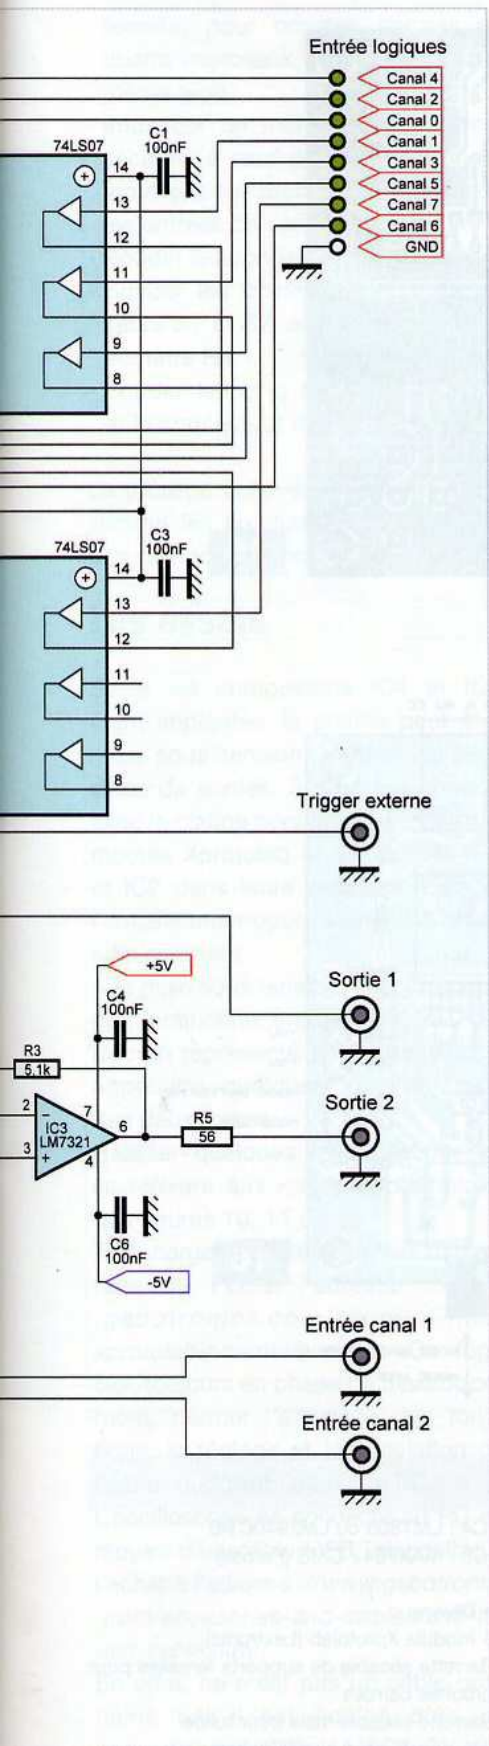 Entrée logiques
Canal 4
Canal 2
Canal 0
Canal 1
Canal 3
Canal 5
Canal 7
Canal 6
GND
74LS07
C1
100nF
14
13
12
11
10
9
8
74LS07
C3
100nF
14
13
12
11
10
9
8
Trigger externe
+5V
C4
100nF
Sortie 1
R3
5,1k
2
7
IC3
LM7321
6
3
4
R5
56
Sortie 2
C6
100nF
-5V
Entrée canal 1
Entrée canal 2